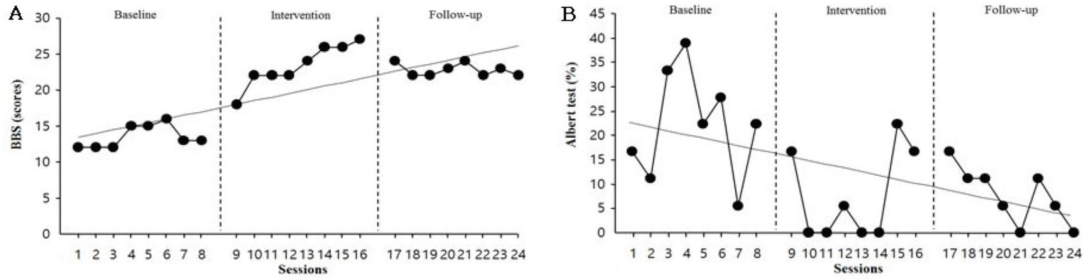 A
Baseline
Intervention
Follow-up
BBS (scores)
30
25
20
15
10
5
0
1 2 3 4 5 6 7 8 9 10 11 12 13 14 15 16 17 18 19 20 21 22 23 24
Sessions
B
Baseline
Intervention
Follow-up
Albert test (%)
45
40
35
30
25
20
15
10
5
0
1 2 3 4 5 6 7 8 9 10 11 12 13 14 15 16 17 18 19 20 21 22 23 24
Sessions